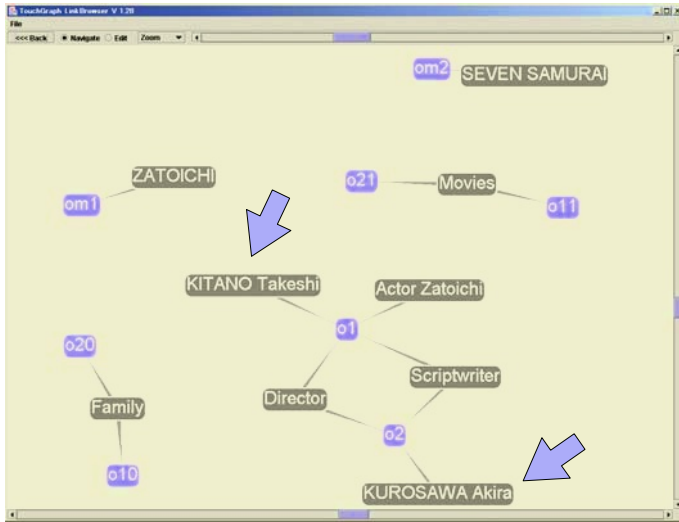 TouchGraph LinkBrowser V 1.20
File
<<< Back Navigate Edit Zoom
om2 SEVEN SAMURAI
ZATOICHI
om1
o21 Movies
o11
KITANO Takeshi
Actor Zatoichi
o1
o20
Scriptwriter
Director
Family
o2
o10
KUROSAWA Akira